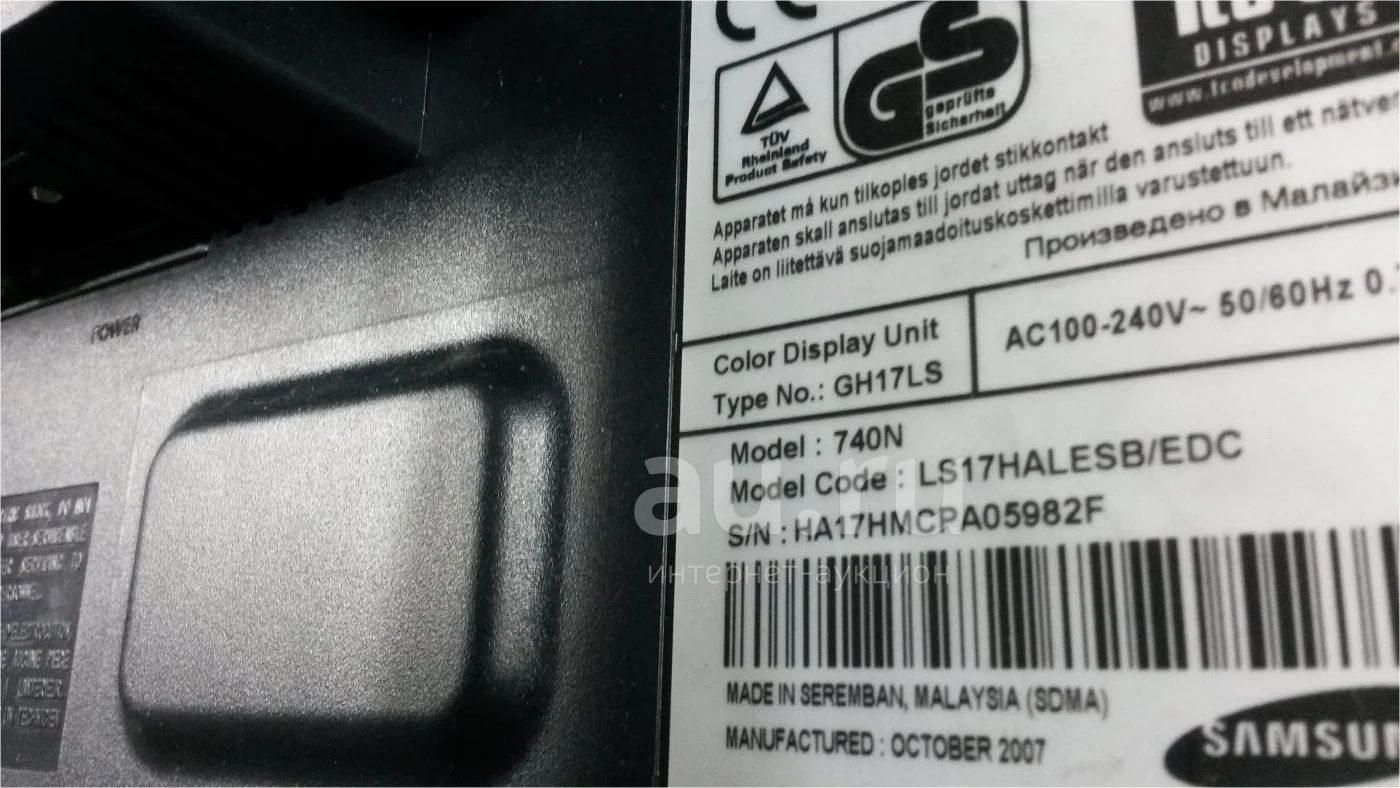 POWER
CE
TÜV
Rheinland
Product Safety
GS
geprüfte
Sicherheit
DISPLAYS
www.tcodevelopment.
Apparatet må kun tilkoples jordet stikkontakt
Apparaten skall anslutas till jordat uttag när den ansluts till ett nätve
Laite on liitettävä suojamaadoituskoskettimilla varustettuun.
Произведено в Малайзи
Color Display Unit
Type No.: GH17LS
AC100-240V~ 50/60Hz 0.
Model : 740N
Model Code : LS17HALESB/EDC
S/N : HA17HMCPA05982F
MADE IN SEREMBAN, MALAYSIA (SDMA)
MANUFACTURED : OCTOBER 2007
SAMSUN
au.ru
интернет-аукцион